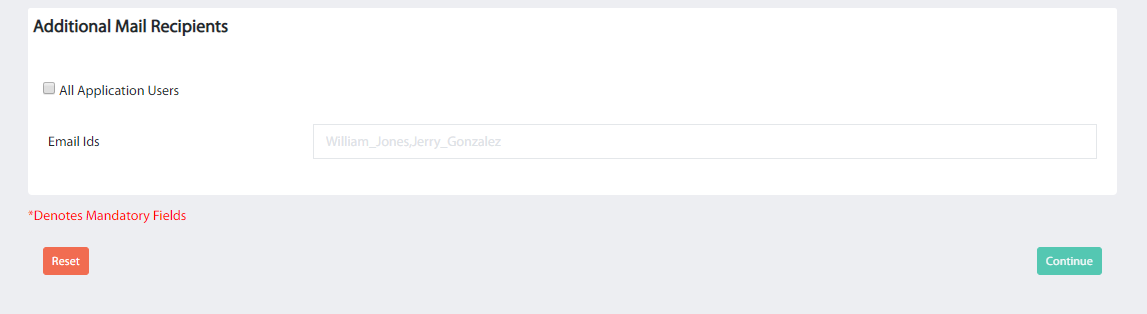 Additional Mail Recipients
All Application Users
Email Ids
William_Jones,Jerry_Gonzalez
*Denotes Mandatory Fields
Reset
Continue